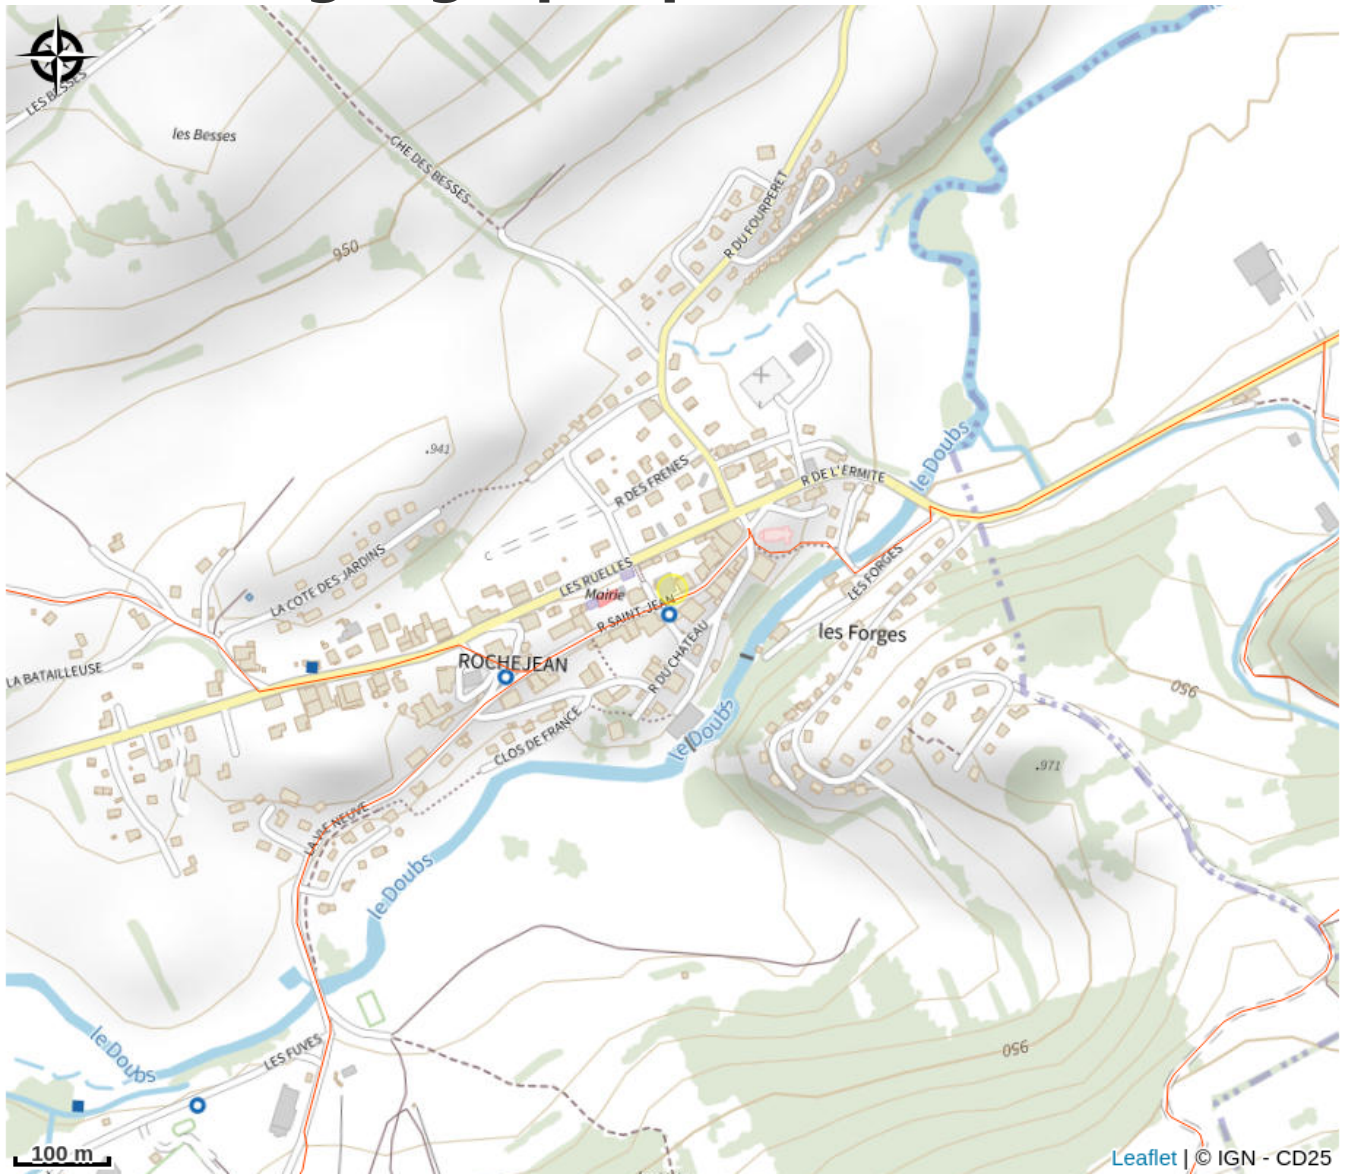 LES BESSES
les Besses
CHE DES BESSES
950
R DU FOURPERET
.941
le Doubs
R DES FRENES
R DE L'ERMITE
LA COTE DES JARDINS
LES RUELLES
Mairie
R SAINT-JEAN
LES FORGES
les Forges
ROCHEJEAN
R DU CHATEAU
LA BATAILLEUSE
950
CLOS DE FRANCE
le Doubs
.971
LA VIE NEUVE
le Doubs
le Doubs
LES FUVES
950
100 m
Leaflet | © IGN - CD25